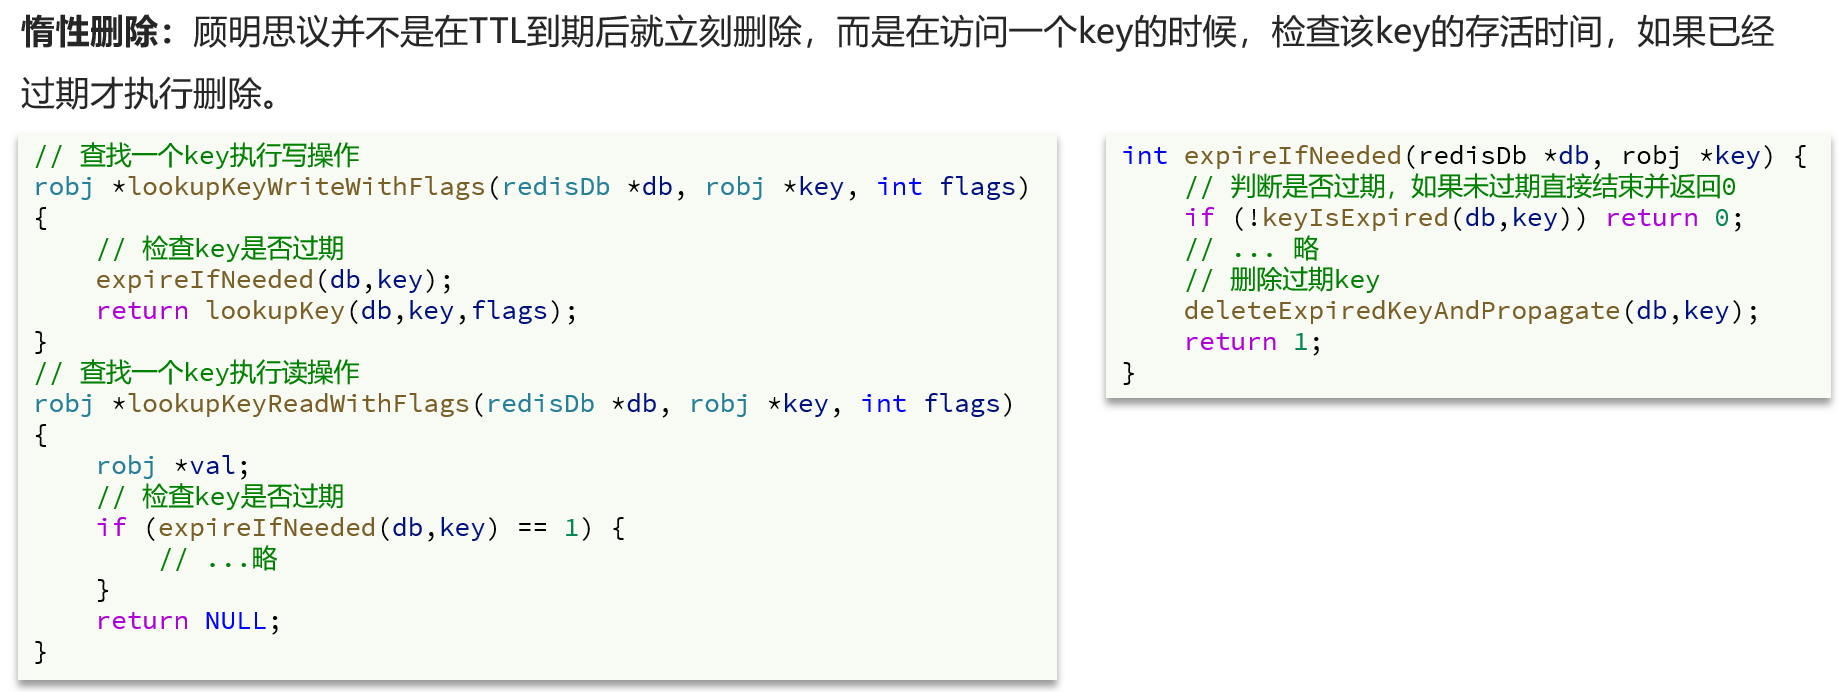 惰性删除：顾明思议并不是在TTL到期后就立刻删除，而是在访问一个key的时候，检查该key的存活时间，如果已经
过期才执行删除。
// 查找一个key执行写操作
robj *lookupKeyWriteWithFlags(redisDb *db, robj *key, int flags)
{
    // 检查key是否过期
    expireIfNeeded(db,key);
    return lookupKey(db,key,flags);
}
// 查找一个key执行读操作
robj *lookupKeyReadWithFlags(redisDb *db, robj *key, int flags)
{
    robj *val;
    // 检查key是否过期
    if (expireIfNeeded(db,key) == 1) {
        // ...略
    }
    return NULL;
}
int expireIfNeeded(redisDb *db, robj *key) {
    // 判断是否过期，如果未过期直接结束并返回0
    if (!keyIsExpired(db,key)) return 0;
    // ... 略
    // 删除过期key
    deleteExpiredKeyAndPropagate(db,key);
    return 1;
}